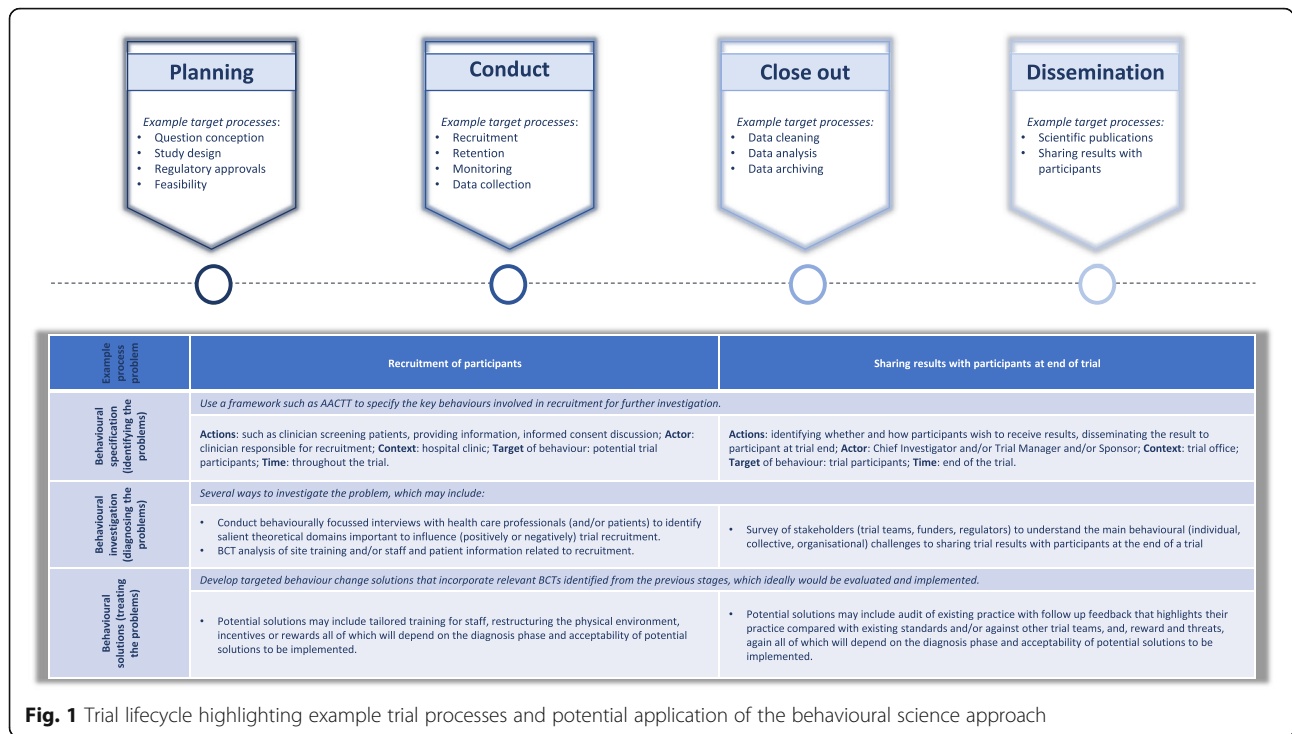 Planning
Example target processes:
• Question conception
• Study design
• Regulatory approvals
• Feasibility
Conduct
Example target processes:
• Recruitment
• Retention
• Monitoring
• Data collection
Close out
Example target processes:
• Data cleaning
• Data analysis
• Data archiving
Dissemination
Example target processes:
• Scientific publications
• Sharing results with
participants
Example
process
problem
Recruitment of participants
Sharing results with participants at end of trial
Behavioural
specification
(identifying the
problems)
Use a framework such as AACTT to specify the key behaviours involved in recruitment for further investigation.
Actions: such as clinician screening patients, providing information, informed consent discussion; Actor:
clinician responsible for recruitment; Context: hospital clinic; Target of behaviour: potential trial
participants; Time: throughout the trial.
Actions: identifying whether and how participants wish to receive results, disseminating the result to
participant at trial end; Actor: Chief Investigator and/or Trial Manager and/or Sponsor; Context: trial office;
Target of behaviour: trial participants; Time: end of the trial.
Behavioural
investigation
(diagnosing the
problems)
Several ways to investigate the problem, which may include:
• Conduct behaviourally focussed interviews with health care professionals (and/or patients) to identify
salient theoretical domains important to influence (positively or negatively) trial recruitment.
• BCT analysis of site training and/or staff and patient information related to recruitment.
• Survey of stakeholders (trial teams, funders, regulators) to understand the main behavioural (individual,
collective, organisational) challenges to sharing trial results with participants at the end of a trial
Behavioural
solutions (treating
the problems)
Develop targeted behaviour change solutions that incorporate relevant BCTs identified from the previous stages, which ideally would be evaluated and implemented.
• Potential solutions may include tailored training for staff, restructuring the physical environment,
incentives or rewards all of which will depend on the diagnosis phase and acceptability of potential
solutions to be implemented.
• Potential solutions may include audit of existing practice with follow up feedback that highlights their
practice compared with existing standards and/or against other trial teams, and, reward and threats,
again all of which will depend on the diagnosis phase and acceptability of potential solutions to be
implemented.
Fig. 1 Trial lifecycle highlighting example trial processes and potential application of the behavioural science approach